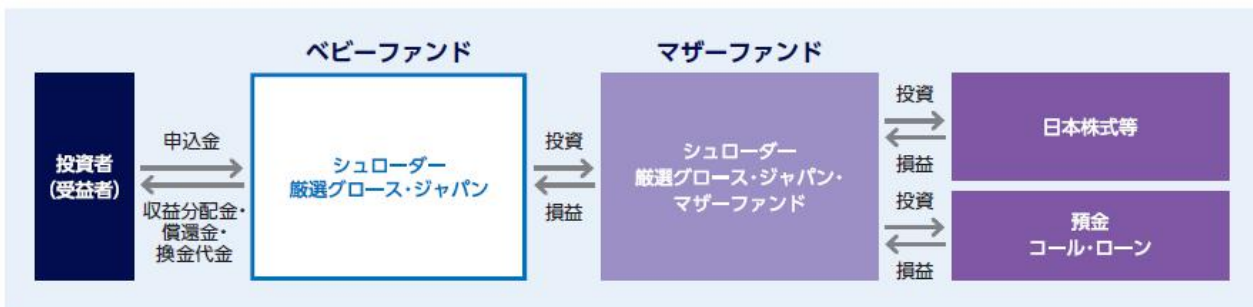 ベビーファンド
マザーファンド
投資者
(受益者)
申込金
収益分配金・
償還金・
換金代金
シュローダー
厳選グロース・ジャパン
投資
損益
シュローダー
厳選グロース・ジャパン・
マザーファンド
投資
損益
日本株式等
投資
損益
預金
コール・ローン